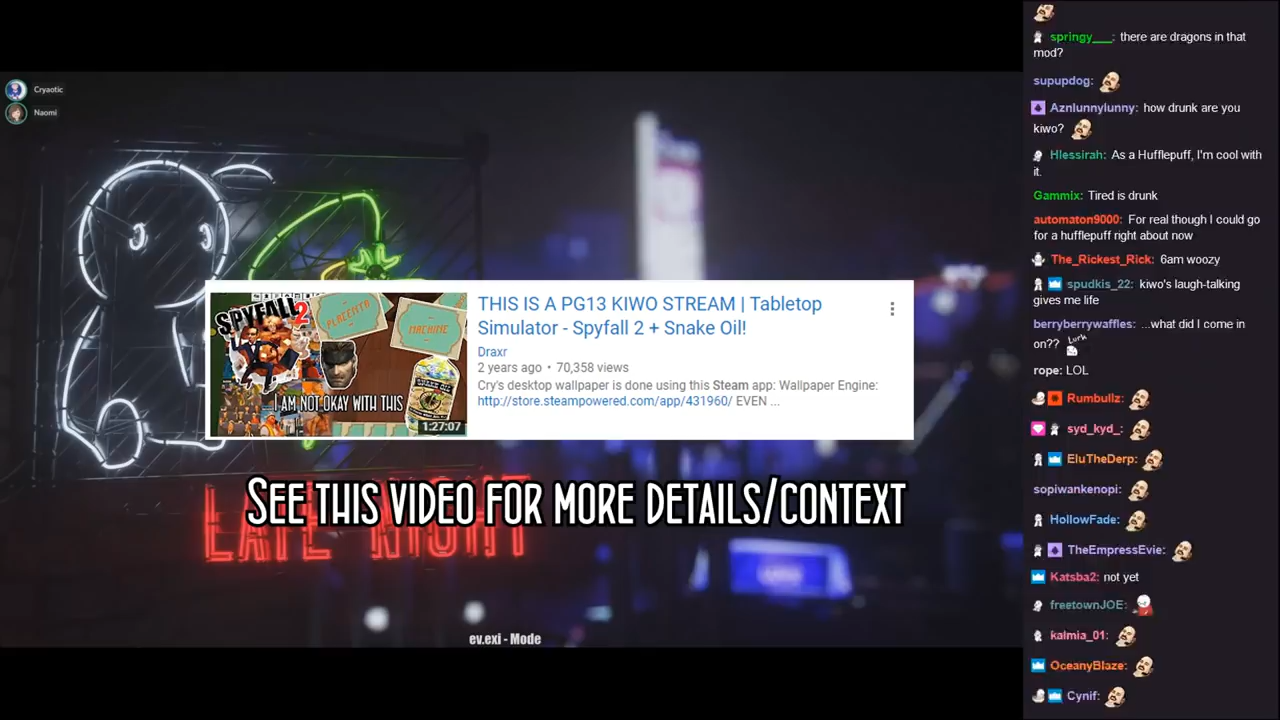 Cryaotic
Naomi
SPYFALL
2
PLACENTA
MACHINE
I AM NOT OKAY WITH THIS
1:27:07
THIS IS A PG13 KIWO STREAM | Tabletop
Simulator - Spyfall 2 + Snake Oil!
Draxr
2 years ago • 70,358 views
Cry's desktop wallpaper is done using this Steam app: Wallpaper Engine:
http://store.steampowered.com/app/431960/ EVEN ...
SEE THIS VIDEO FOR MORE DETAILS/CONTEXT
LATE NIGHT
ev.exi - Mode
springy___: there are dragons in that
mod?
supupdog:
Aznlunnylunny: how drunk are you
kiwo?
Hlessirah: As a Hufflepuff, I'm cool with
it.
Gammix: Tired is drunk
automaton9000: For real though I could go
for a hufflepuff right about now
The_Rickest_Rick: 6am woozy
spudkis_22: kiwo's laugh-talking
gives me life
berryberrywaffles: ...what did I come in
on?? Lurk
rope: LOL
Rumbullz:
syd_kyd_:
EluTheDerp:
sopiwankenopi:
HollowFade:
TheEmpressEvie:
Katsba2: not yet
freetownJOE:
kalmia_01:
OceanyBlaze:
Cynif: